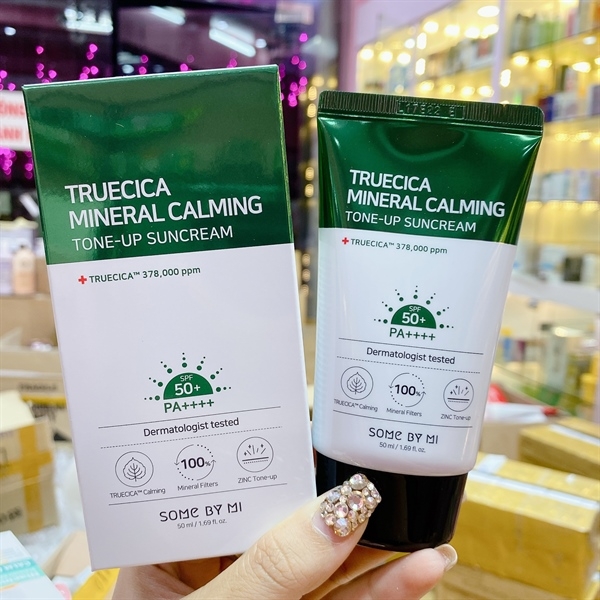 TRUECICA
MINERAL CALMING
TONE-UP SUNCREAM
+ TRUECICA™ 378,000 ppm
SPF
50+
PA++++
Dermatologist tested
TRUECICA™ Calming
100%
Mineral Filters
ZINC Tone-up
SOME BY MI
50 ml / 1.69 fl. oz.
TRUECICA
MINERAL CALMING
TONE-UP SUNCREAM
+ TRUECICA™ 378,000 ppm
SPF
50+
PA++++
Dermatologist tested
TRUECICA™ Calming
100%
Mineral Filters
ZINC Tone-up
SOME BY MI
50 ml / 1.69 fl. oz.